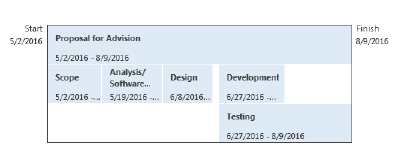 Start
5/2/2016
Finish
8/9/2016
Proposal for Advision
5/2/2016 - 8/9/2016
Scope
5/2/2016 -...
Analysis/
Software...
5/19/2016 -...
Design
6/8/2016...
Development
6/27/2016 -...
Testing
6/27/2016 - 8/9/2016